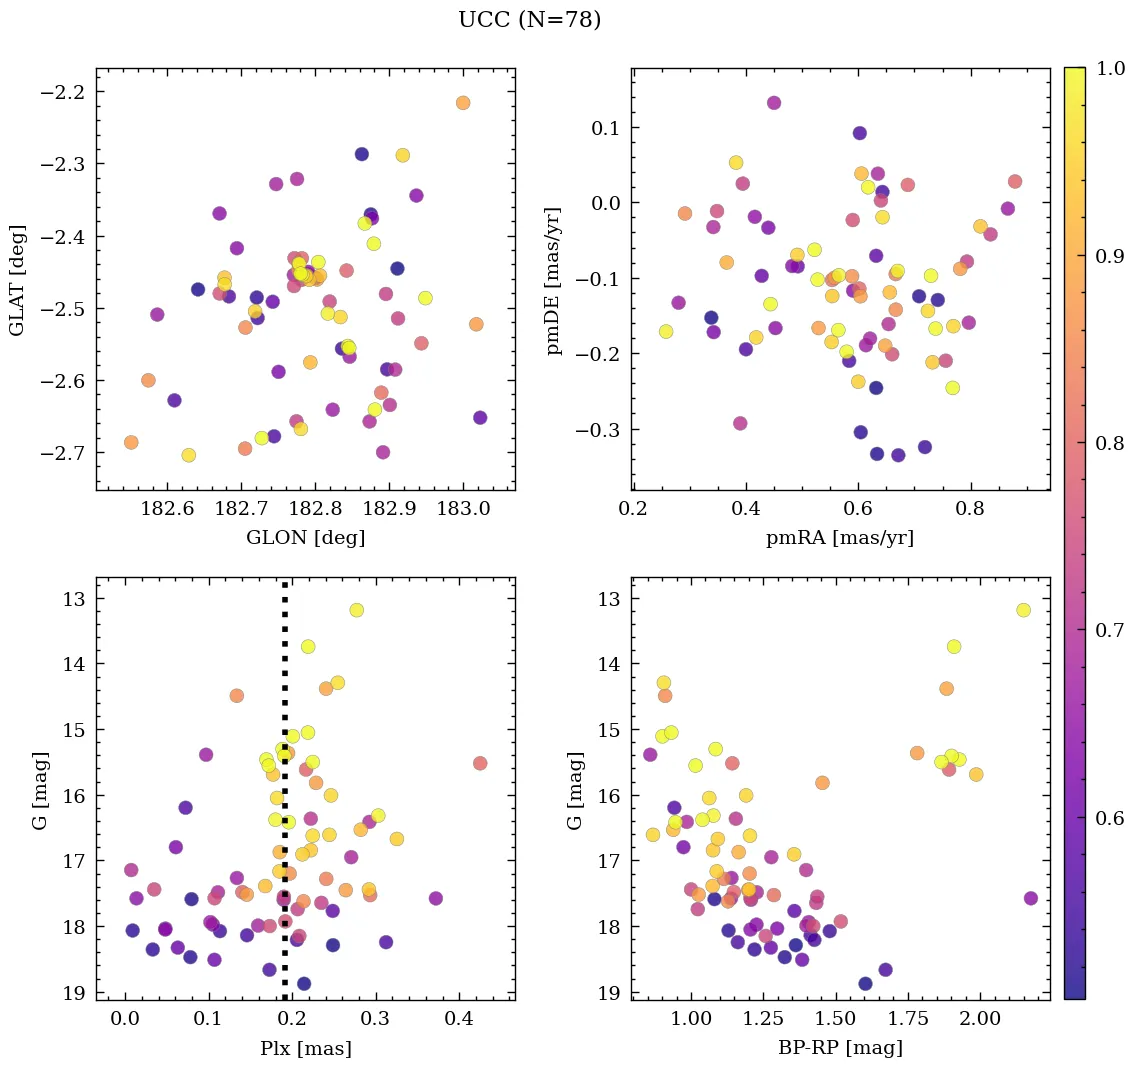 UCC (N=78)
−2.2
−2.3
−2.4
−2.5
−2.6
−2.7
GLAT [deg]
182.6 182.7 182.8 182.9 183.0
GLON [deg]
0.1
0.0
−0.1
−0.2
−0.3
pmDE [mas/yr]
0.2 0.4 0.6 0.8
pmRA [mas/yr]
13
14
15
16
17
18
19
G [mag]
0.0 0.1 0.2 0.3 0.4
Plx [mas]
13
14
15
16
17
18
19
G [mag]
1.00 1.25 1.50 1.75 2.00
BP-RP [mag]
1.0
0.9
0.8
0.7
0.6